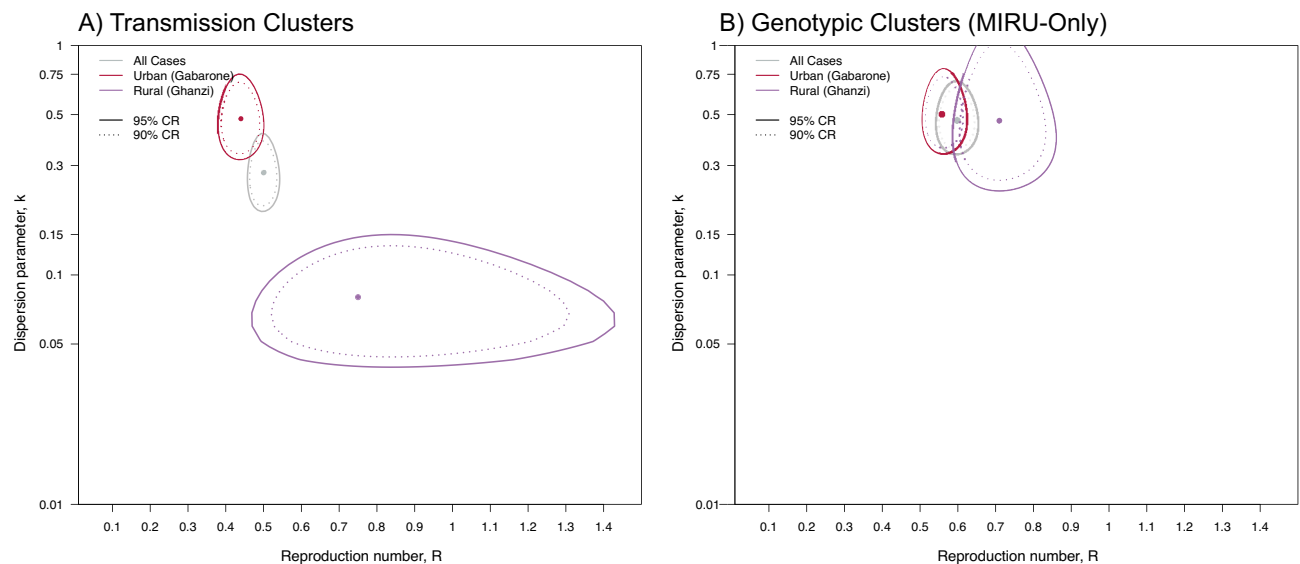 A) Transmission Clusters
All Cases
Urban (Gabarone)
Rural (Ghanzi)
95% CR
90% CR
1
0.75
0.5
0.3
0.15
0.1
0.05
0.01
Dispersion parameter, k
0.1 0.2 0.3 0.4 0.5 0.6 0.7 0.8 0.9 1 1.1 1.2 1.3 1.4
Reproduction number, R
B) Genotypic Clusters (MIRU-Only)
All Cases
Urban (Gabarone)
Rural (Ghanzi)
95% CR
90% CR
1
0.75
0.5
0.3
0.15
0.1
0.05
0.01
Dispersion parameter, k
0.1 0.2 0.3 0.4 0.5 0.6 0.7 0.8 0.9 1 1.1 1.2 1.3 1.4
Reproduction number, R